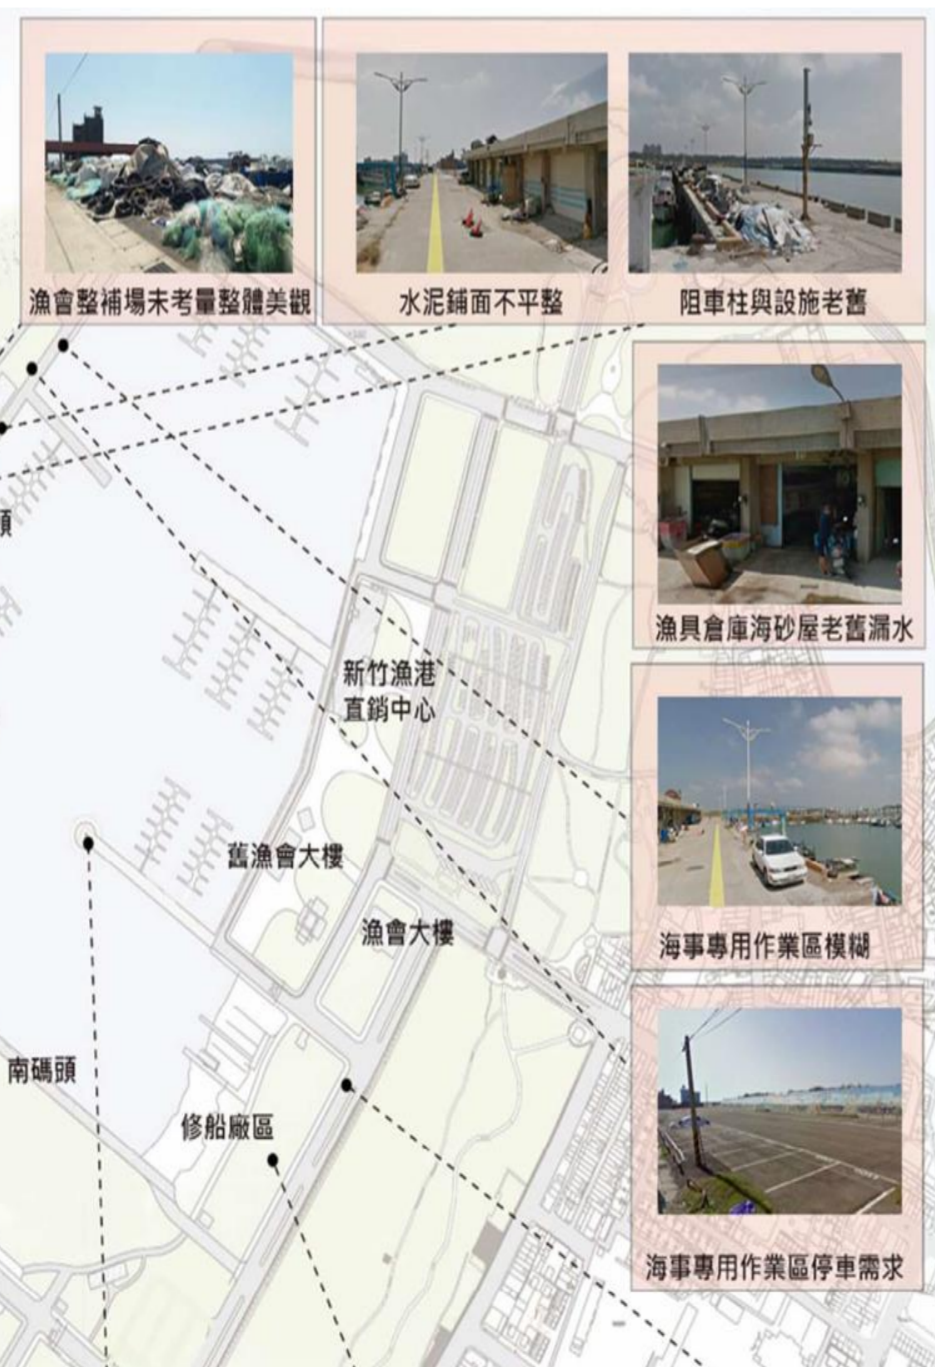 漁會整補場未考量整體美觀
水泥鋪面不平整
阻車柱與設施老舊
漁具倉庫海砂屋老舊漏水
新竹漁港
直銷中心
舊漁會大樓
漁會大樓
海事專用作業區模糊
南碼頭
修船廠區
海事專用作業區停車需求